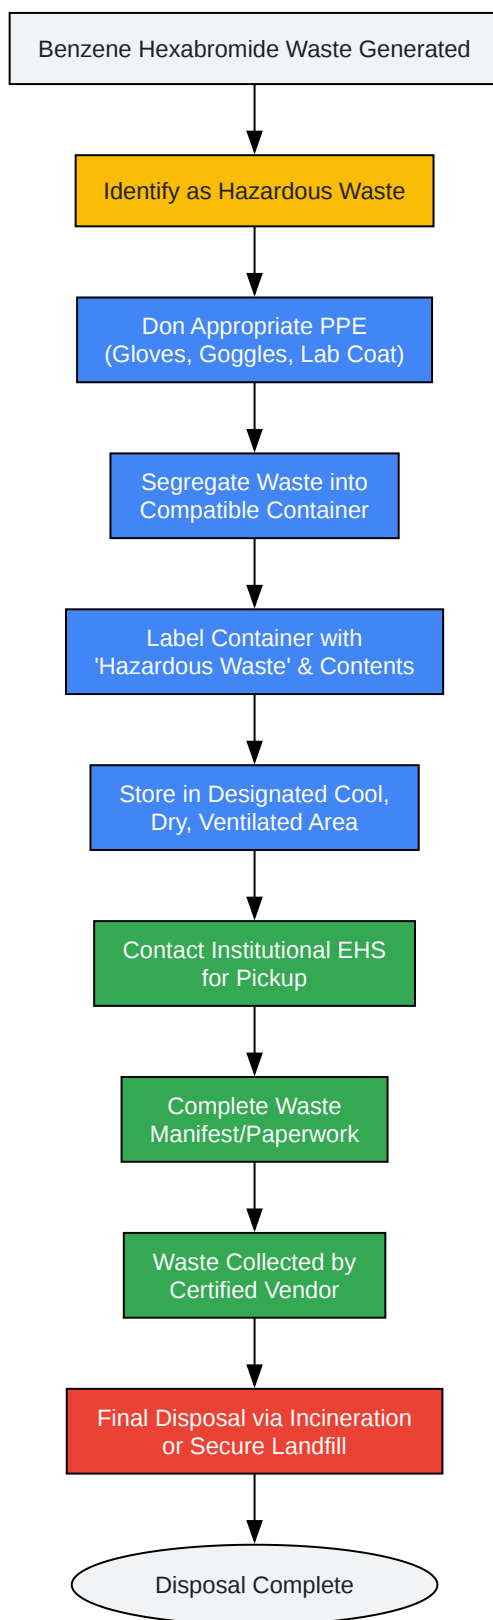 Benzene Hexabromide Waste Generated
Identify as Hazardous Waste
Don Appropriate PPE
(Gloves, Goggles, Lab Coat)
Segregate Waste into
Compatible Container
Label Container with
'Hazardous Waste' & Contents
Store in Designated Cool,
Dry, Ventilated Area
Contact Institutional EHS
for Pickup
Complete Waste
Manifest/Paperwork
Waste Collected by
Certified Vendor
Final Disposal via Incineration
or Secure Landfill
Disposal Complete